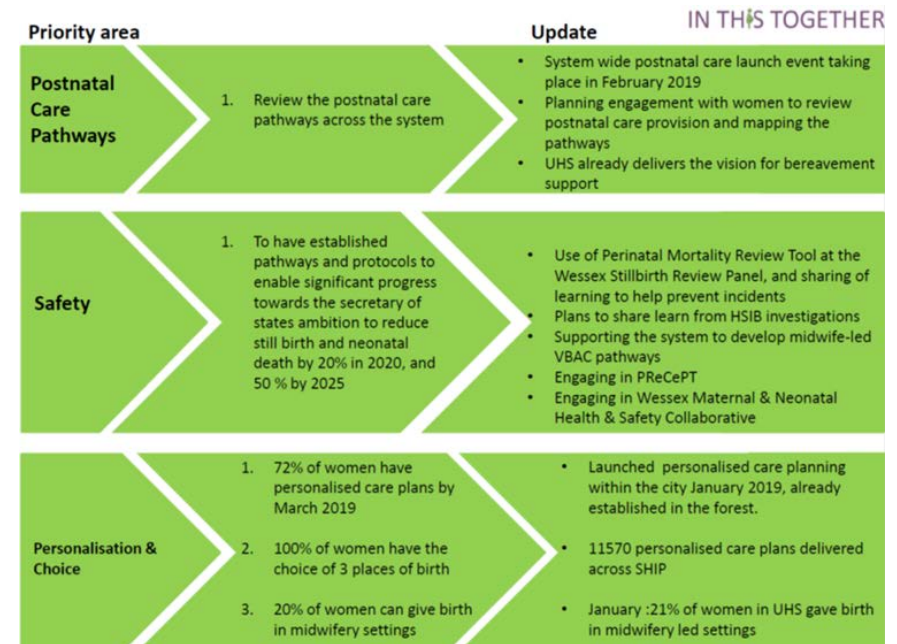 IN THIS TOGETHER
Priority area
Update
Postnatal
Care
Pathways
1. Review the postnatal care
pathways across the system
• System wide postnatal care launch event taking
place in February 2019
• Planning engagement with women to review
postnatal care provision and mapping the
pathways
• UHS already delivers the vision for bereavement
support
Safety
1. To have established
pathways and protocols to
enable significant progress
towards the secretary of
states ambition to reduce
still birth and neonatal
death by 20% in 2020, and
50 % by 2025
• Use of Perinatal Mortality Review Tool at the
Wessex Stillbirth Review Panel, and sharing of
learning to help prevent incidents
• Plans to share learn from HSIB investigations
• Supporting the system to develop midwife-led
VBAC pathways
• Engaging in PReCePT
• Engaging in Wessex Maternal & Neonatal
Health & Safety Collaborative
Personalisation &
Choice
1. 72% of women have
personalised care plans by
March 2019
2. 100% of women have the
choice of 3 places of birth
3. 20% of women can give birth
in midwifery settings
• Launched personalised care planning
within the city January 2019, already
established in the forest.
• 11570 personalised care plans delivered
across SHIP
• January :21% of women in UHS gave birth
in midwifery led settings